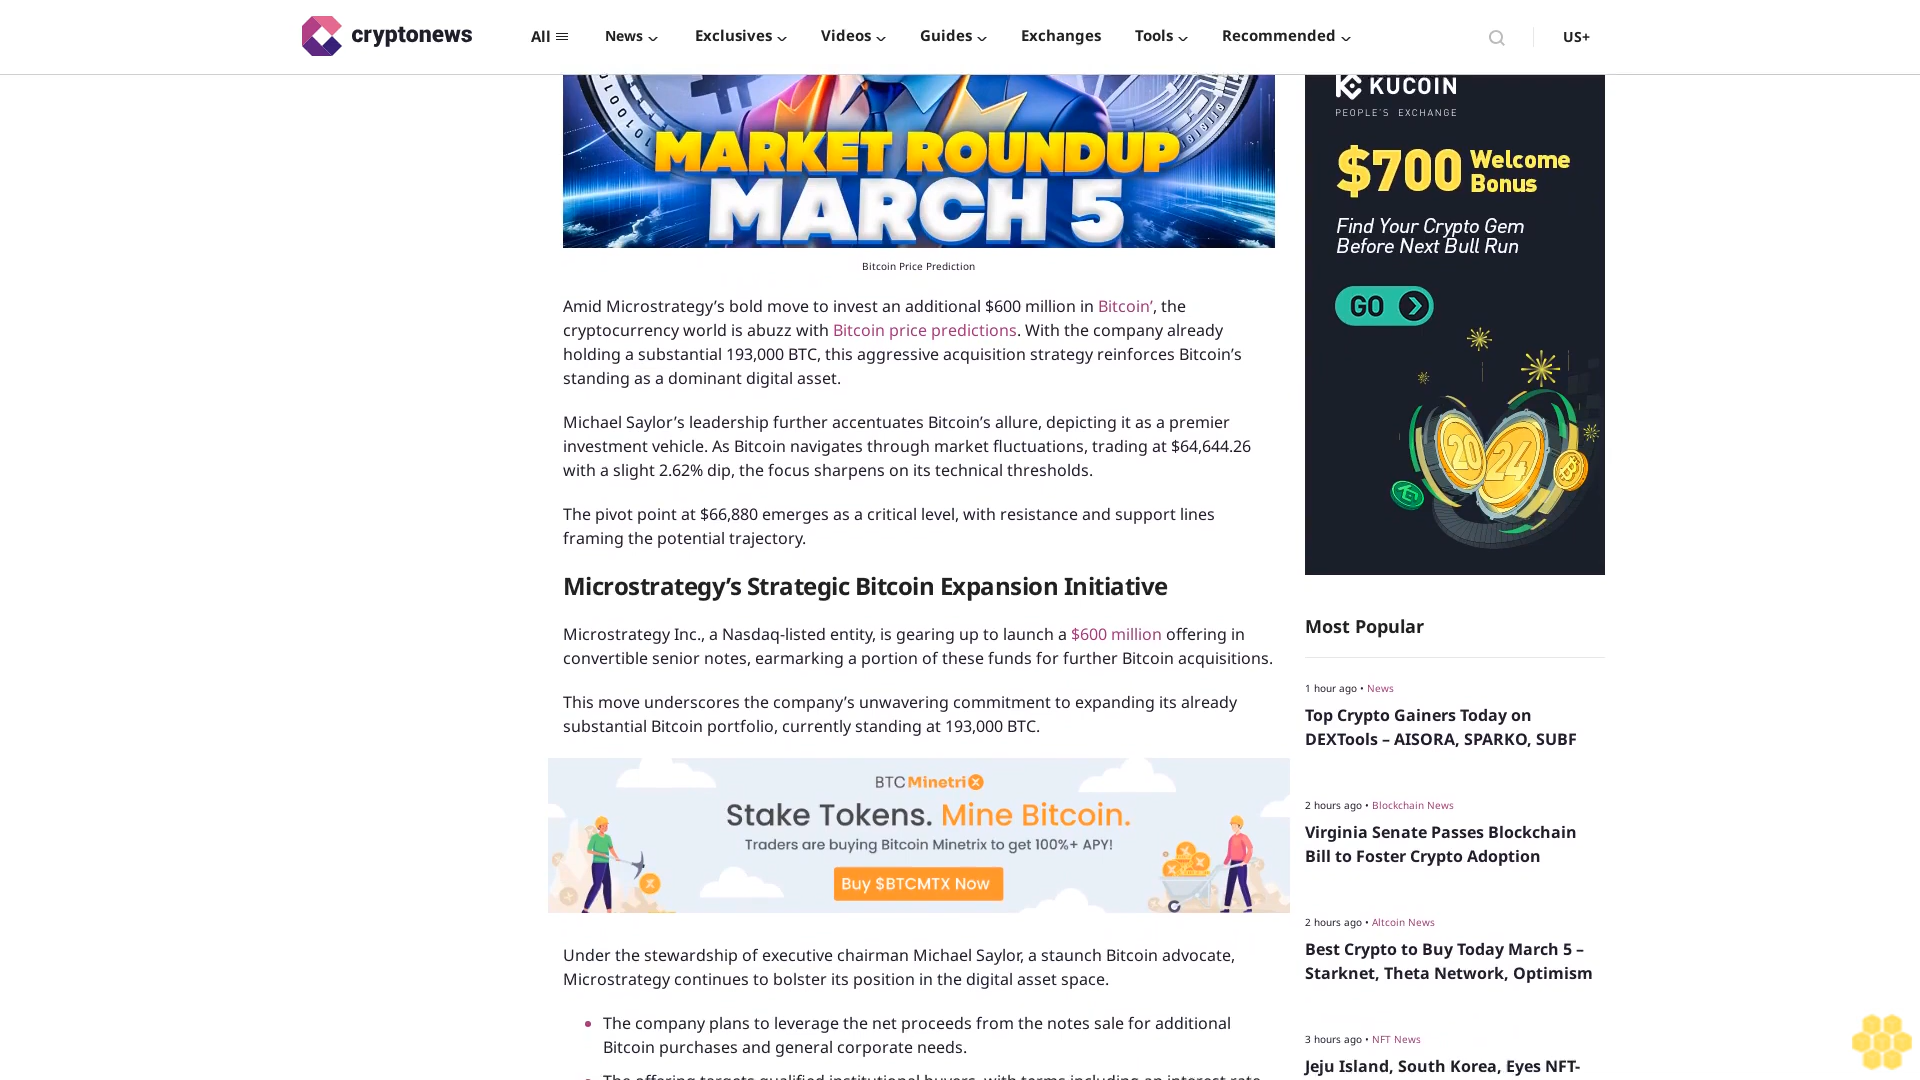 cryptonews
All
News
Exclusives
Videos
Guides
Exchanges
Tools
Recommended
US+
MARKET ROUNDUP
MARCH 5
Bitcoin Price Prediction
Amid Microstrategy’s bold move to invest an additional $600 million in Bitcoin’, the
cryptocurrency world is abuzz with Bitcoin price predictions. With the company already
holding a substantial 193,000 BTC, this aggressive acquisition strategy reinforces Bitcoin’s
standing as a dominant digital asset.
Michael Saylor’s leadership further accentuates Bitcoin’s allure, depicting it as a premier
investment vehicle. As Bitcoin navigates through market fluctuations, trading at $64,644.26
with a slight 2.62% dip, the focus sharpens on its technical thresholds.
The pivot point at $66,880 emerges as a critical level, with resistance and support lines
framing the potential trajectory.
Microstrategy’s Strategic Bitcoin Expansion Initiative
Microstrategy Inc., a Nasdaq-listed entity, is gearing up to launch a $600 million offering in
convertible senior notes, earmarking a portion of these funds for further Bitcoin acquisitions.
This move underscores the company’s unwavering commitment to expanding its already
substantial Bitcoin portfolio, currently standing at 193,000 BTC.
BTC Minetrix
Stake Tokens. Mine Bitcoin.
Traders are buying Bitcoin Minetrix to get 100%+ APY!
Buy $BTCMTX Now
Under the stewardship of executive chairman Michael Saylor, a staunch Bitcoin advocate,
Microstrategy continues to bolster its position in the digital asset space.
The company plans to leverage the net proceeds from the notes sale for additional
Bitcoin purchases and general corporate needs.
The offering targets qualified institutional buyers, with terms including an interest rate
KUCOIN
PEOPLE'S EXCHANGE
$700 Welcome
Bonus
Find Your Crypto Gem
Before Next Bull Run
GO
20 24
Most Popular
1 hour ago • News
Top Crypto Gainers Today on
DEXTools – AISORA, SPARKO, SUBF
2 hours ago • Blockchain News
Virginia Senate Passes Blockchain
Bill to Foster Crypto Adoption
2 hours ago • Altcoin News
Best Crypto to Buy Today March 5 –
Starknet, Theta Network, Optimism
3 hours ago • NFT News
Jeju Island, South Korea, Eyes NFT-